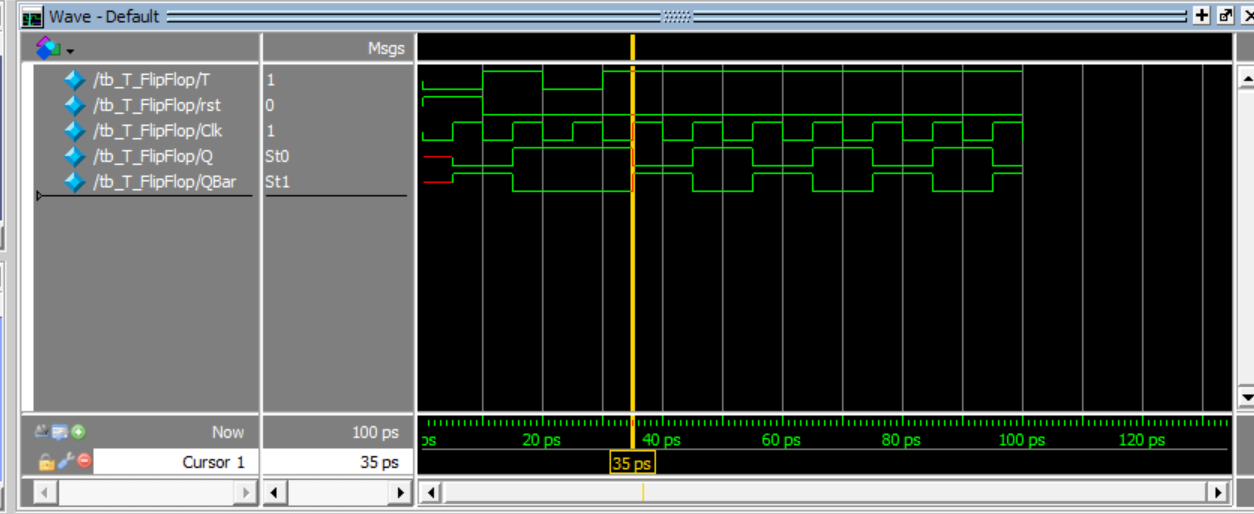 Wave - Default
Msgs
/tb_T_FlipFlop/T 1
/tb_T_FlipFlop/rst 0
/tb_T_FlipFlop/Clk 1
/tb_T_FlipFlop/Q St0
/tb_T_FlipFlop/QBar St1
Now 100 ps
ps 20 ps 40 ps 60 ps 80 ps 100 ps 120 ps
Cursor 1 35 ps
35 ps